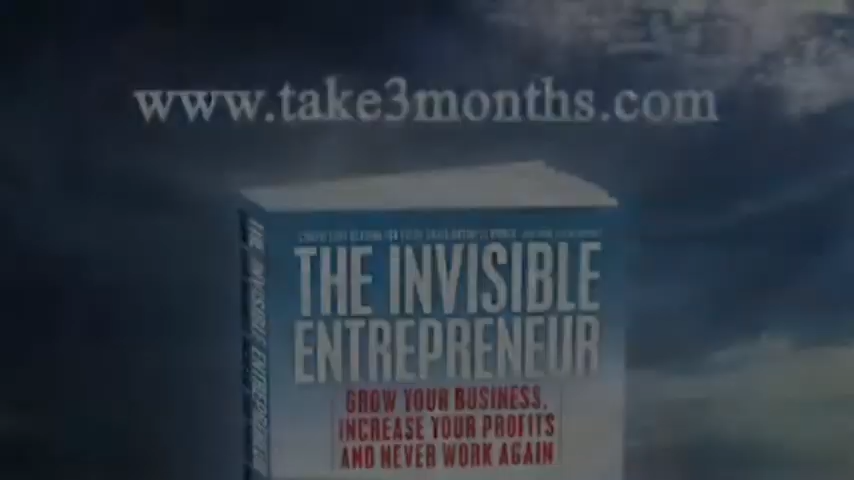 www.take3months.com
THE INVISIBLE
ENTREPRENEUR
GROW YOUR BUSINESS,
INCREASE YOUR PROFITS
AND NEVER WORK AGAIN
THE INVISIBLE ENTREPRENEUR